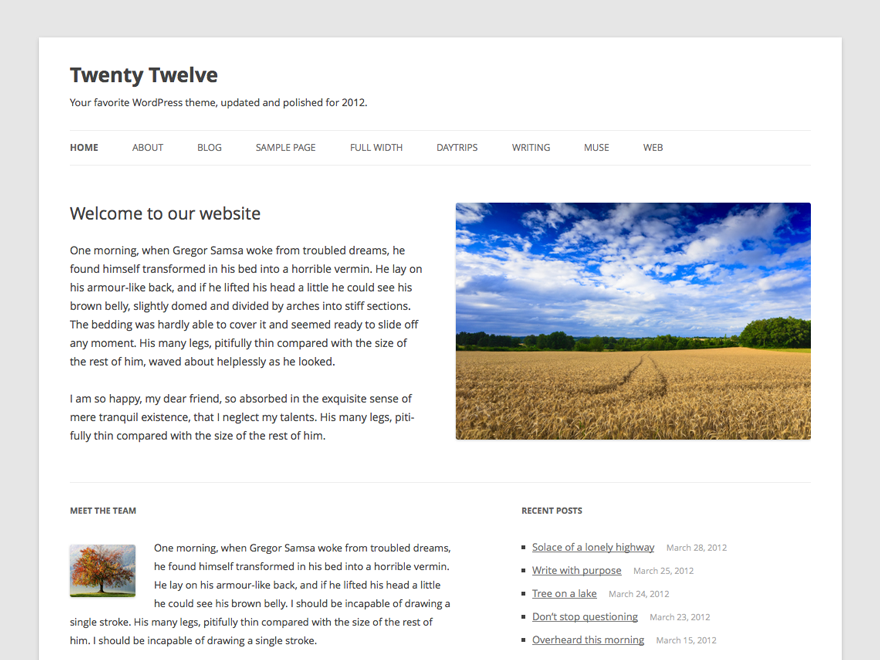 Twenty Twelve
Your favorite WordPress theme, updated and polished for 2012.
HOME ABOUT BLOG SAMPLE PAGE FULL WIDTH DAYTRIPS WRITING MUSE WEB
Welcome to our website
One morning, when Gregor Samsa woke from troubled dreams, he
found himself transformed in his bed into a horrible vermin. He lay on
his armour-like back, and if he lifted his head a little he could see his
brown belly, slightly domed and divided by arches into stiff sections.
The bedding was hardly able to cover it and seemed ready to slide off
any moment. His many legs, pitifully thin compared with the size of
the rest of him, waved about helplessly as he looked.
I am so happy, my dear friend, so absorbed in the exquisite sense of
mere tranquil existence, that I neglect my talents. His many legs, piti-
fully thin compared with the size of the rest of him.
MEET THE TEAM
One morning, when Gregor Samsa woke from troubled dreams,
he found himself transformed in his bed into a horrible vermin.
He lay on his armour-like back, and if he lifted his head a little
he could see his brown belly. I should be incapable of drawing a
single stroke. His many legs, pitifully thin compared with the size of the rest of
him. I should be incapable of drawing a single stroke.
RECENT POSTS
Solace of a lonely highway March 28, 2012
Write with purpose March 25, 2012
Tree on a lake March 24, 2012
Don't stop questioning March 23, 2012
Overheard this morning March 15, 2012